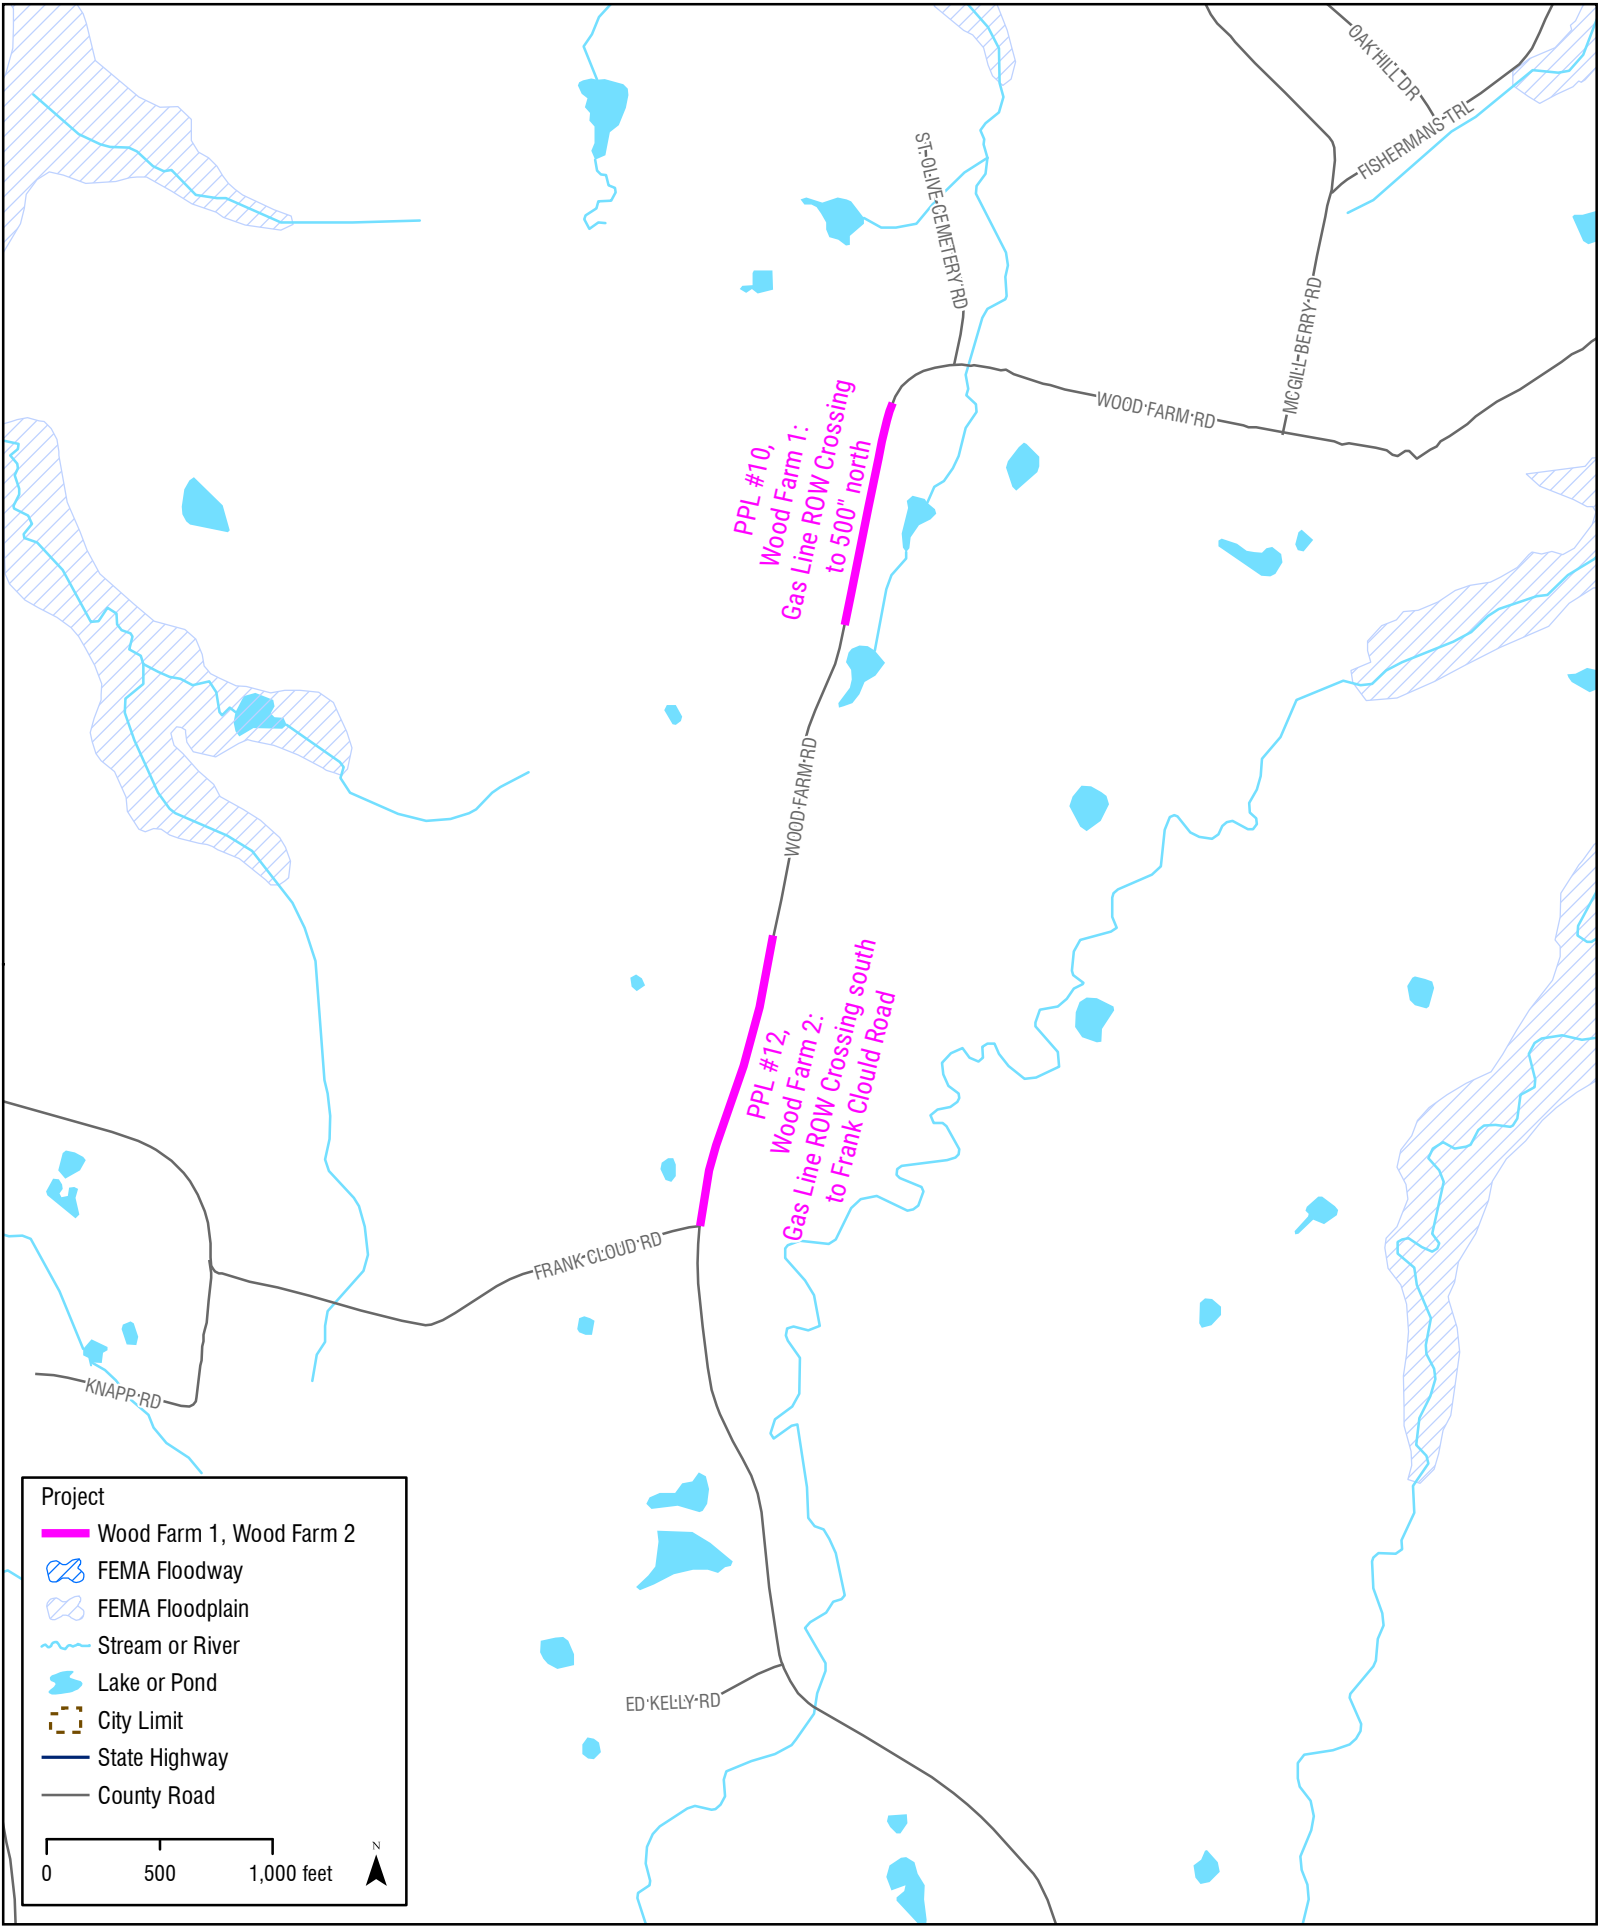 OAK HILL DR
FISHERMANS TRL
ST. OLIVE CEMETERY RD
MCGILL-BERRY RD
WOOD FARM RD
PPL #10,
Wood Farm 1:
Gas Line ROW Crossing
to 500" north
WOOD FARM RD
PPL #12,
Wood Farm 2:
Gas Line ROW Crossing south
to Frank Clould Road
FRANK CLOUD RD
KNAPP RD
ED KELLY RD
Project
Wood Farm 1, Wood Farm 2
FEMA Floodway
FEMA Floodplain
Stream or River
Lake or Pond
City Limit
State Highway
County Road
0 500 1,000 feet
N